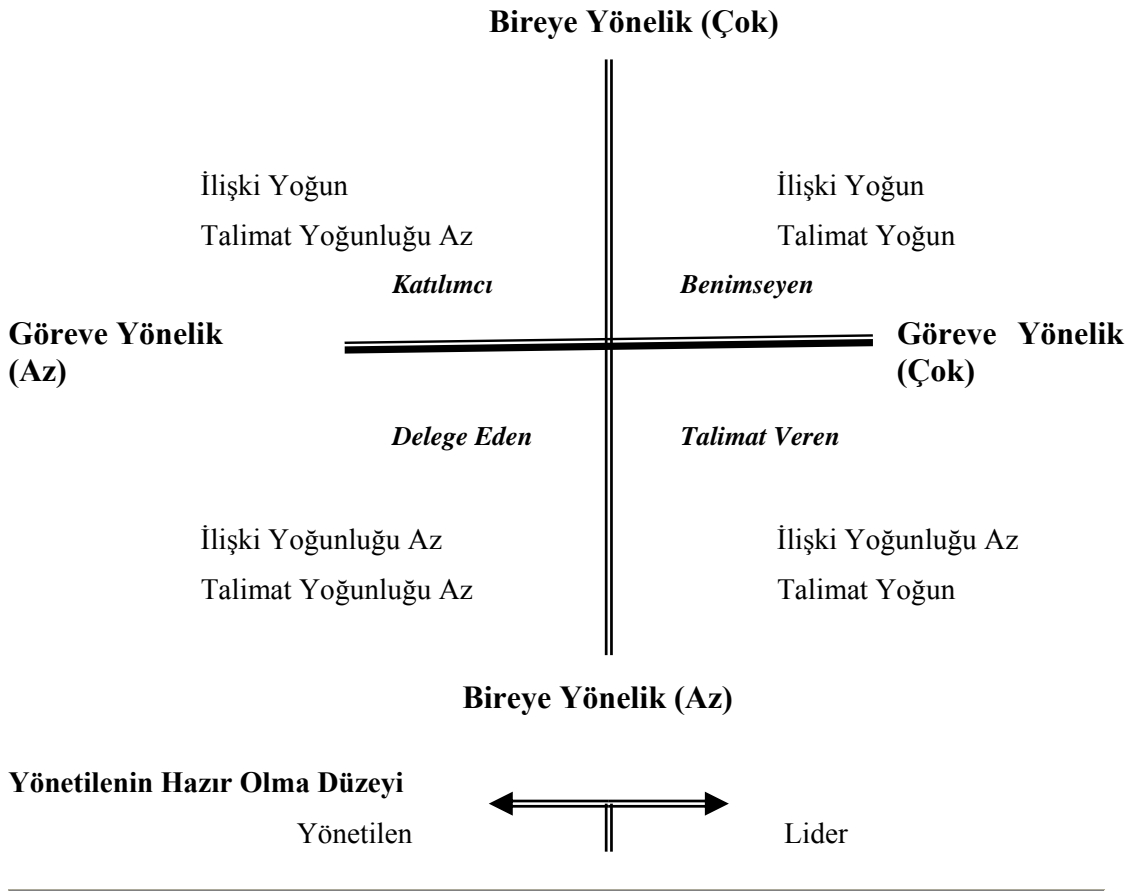 Bireye Yönelik (Çok)
İlişki Yoğun
Talimat Yoğunluğu Az
İlişki Yoğun
Talimat Yoğun
Katılımcı
Benimseyen
Göreve Yönelik
(Az)
Göreve Yönelik
(Çok)
Delege Eden
Talimat Veren
İlişki Yoğunluğu Az
Talimat Yoğunluğu Az
İlişki Yoğunluğu Az
Talimat Yoğun
Bireye Yönelik (Az)
Yönetilenin Hazır Olma Düzeyi
Yönetilen
Lider